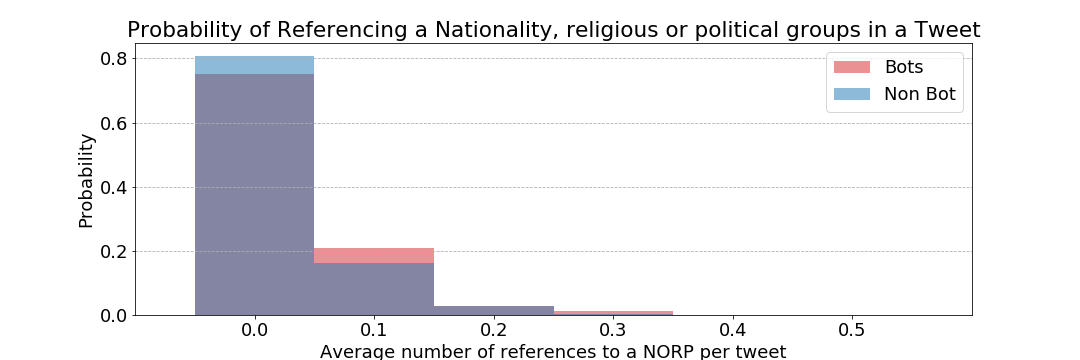 Probability of Referencing a Nationality, religious or political groups in a Tweet
Bots
Non Bot
Probability
0.8
0.6
0.4
0.2
0.0
0.0 0.1 0.2 0.3 0.4 0.5
Average number of references to a NORP per tweet